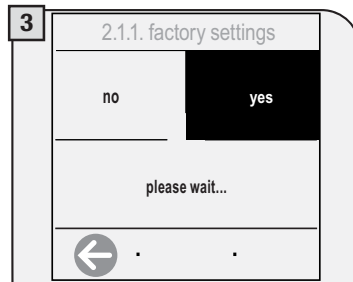 3
2.1.1. factory settings
no yes
please wait...
. .